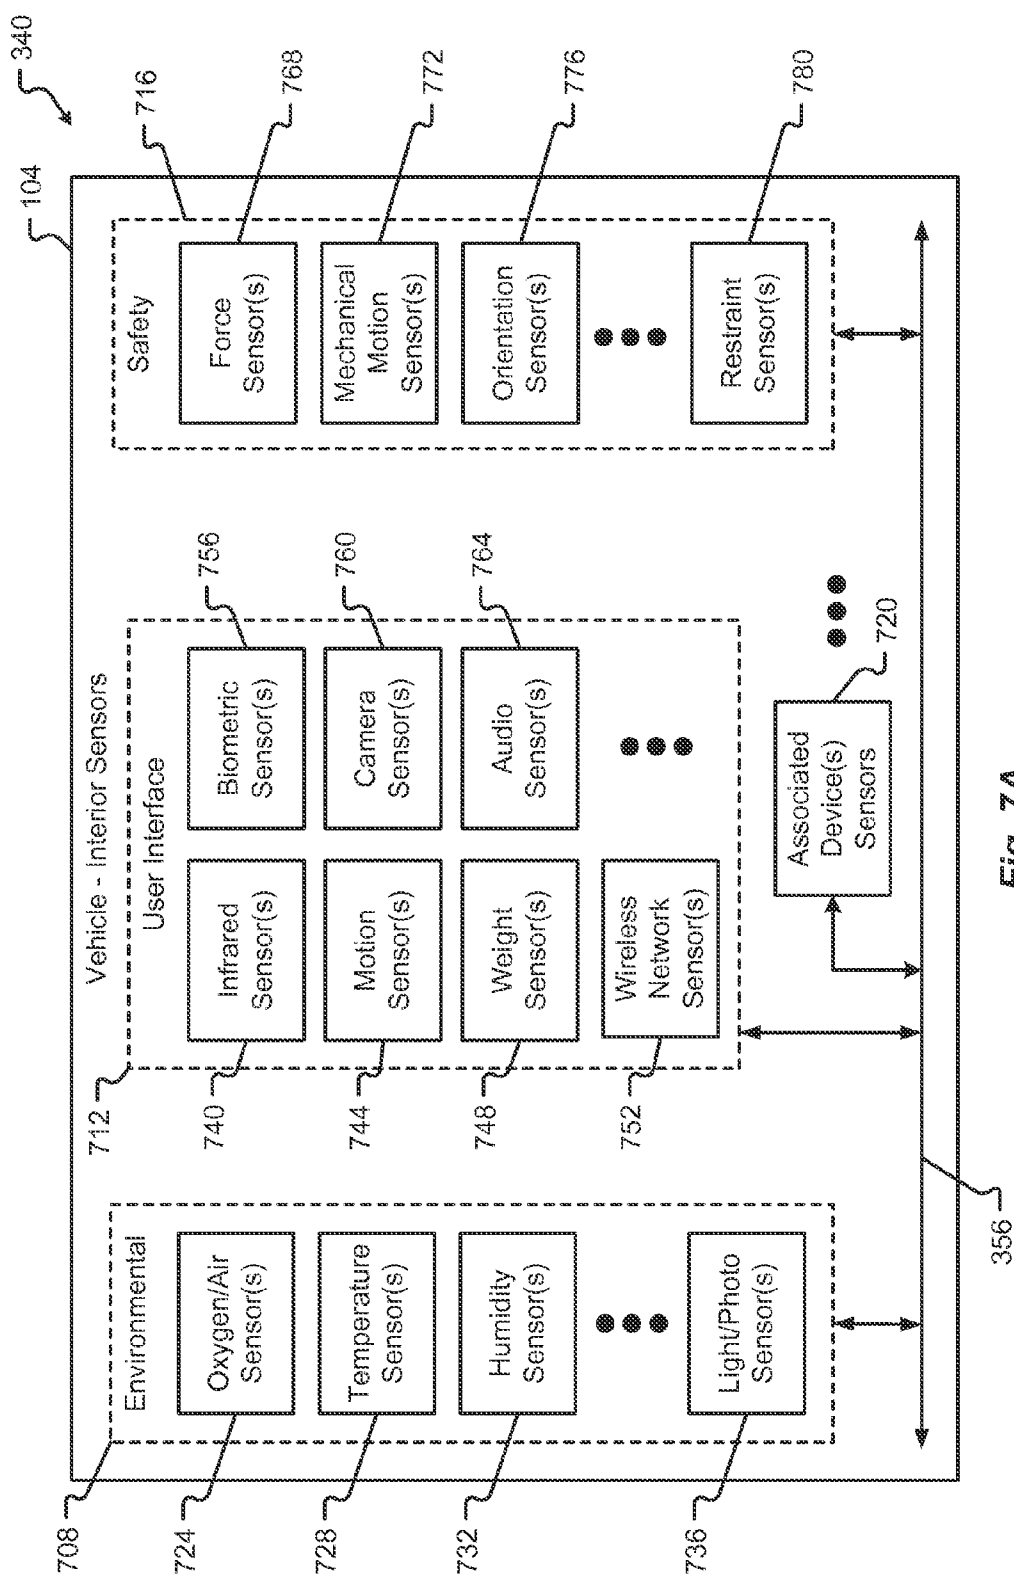 340
104
Vehicle - Interior Sensors
708
Environmental
724
Oxygen/Air
Sensor(s)
728
Temperature
Sensor(s)
732
Humidity
Sensor(s)
736
Light/Photo
Sensor(s)
712
User Interface
740
Infrared
Sensor(s)
756
Biometric
Sensor(s)
744
Motion
Sensor(s)
760
Camera
Sensor(s)
748
Weight
Sensor(s)
764
Audio
Sensor(s)
752
Wireless
Network
Sensor(s)
716
Safety
768
Force
Sensor(s)
772
Mechanical
Motion
Sensor(s)
776
Orientation
Sensor(s)
780
Restraint
Sensor(s)
720
Associated
Device(s)
Sensors
356
Fig. 7A